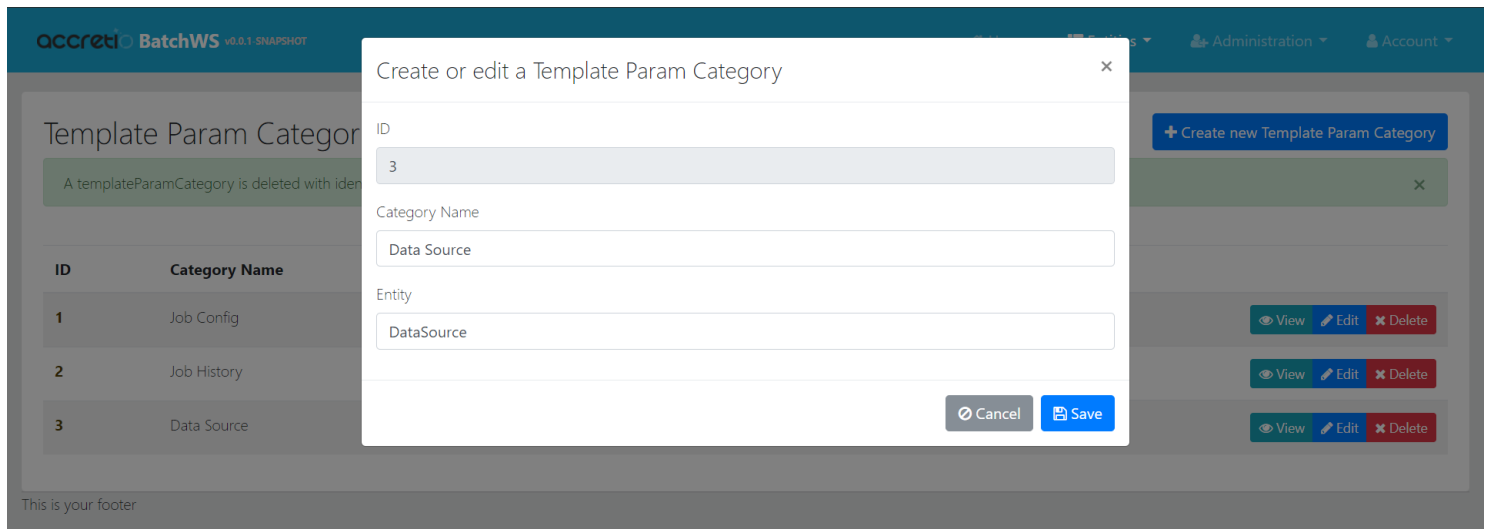 accretio BatchWS v0.0.1-SNAPSHOT
Administration
Account
Create or edit a Template Param Category ×
Template Param Categor
+ Create new Template Param Category
A templateParamCategory is deleted with iden
×
ID
3
Category Name
Data Source
Entity
DataSource
Cancel Save
ID Category Name
1 Job Config View Edit Delete
2 Job History View Edit Delete
3 Data Source View Edit Delete
This is your footer